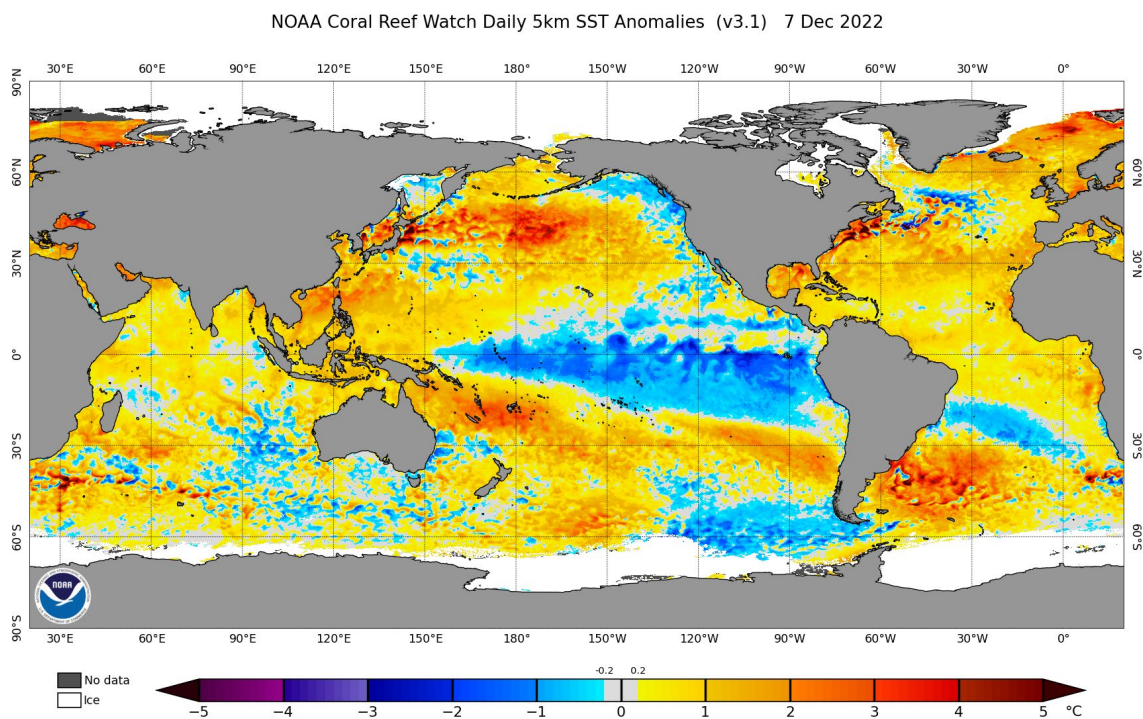 NOAA Coral Reef Watch Daily 5km SST Anomalies (v3.1) 7 Dec 2022
30°E 60°E 90°E 120°E 150°E 180° 150°W 120°W 90°W 60°W 30°W 0°
90°N 90°N
60°N 60°N
30°N 30°N
0° 0°
30°S 30°S
60°S 60°S
NOAA
90°S 90°S
30°E 60°E 90°E 120°E 150°E 180° 150°W 120°W 90°W 60°W 30°W 0°
-0.2 0.2
No data
Ice
−5 −4 −3 −2 −1 0 1 2 3 4 5 °C